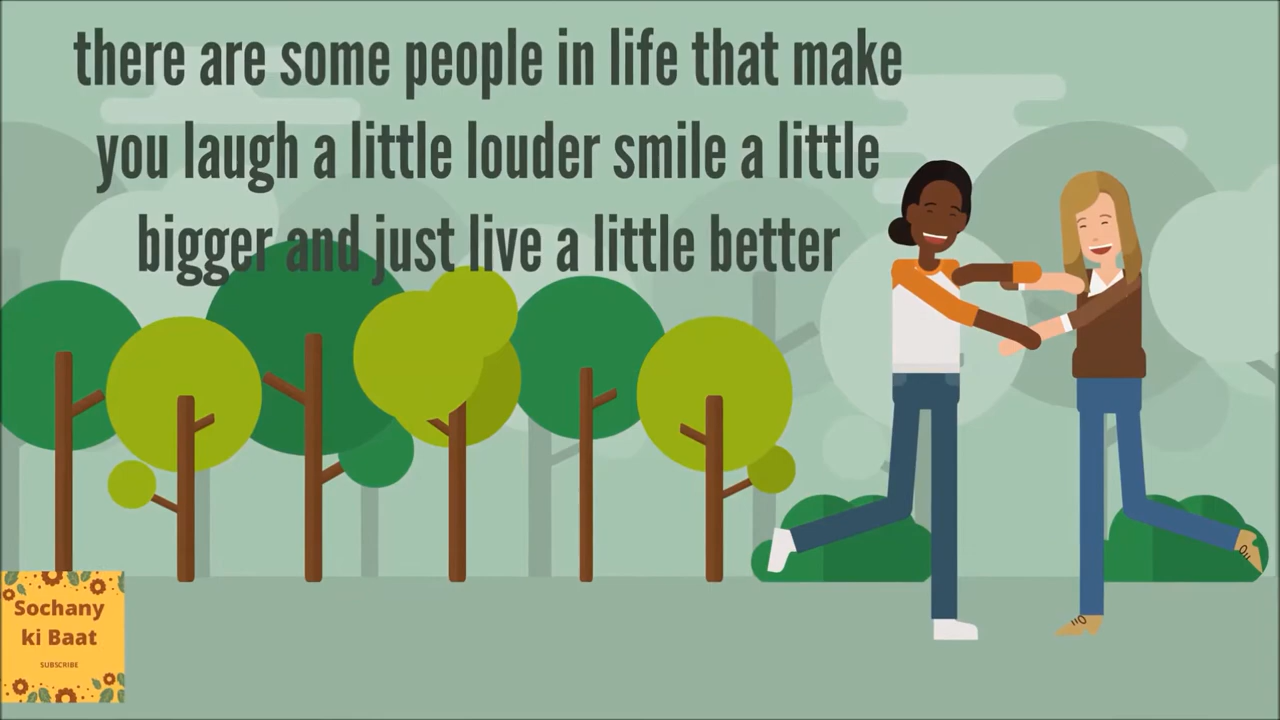 there are some people in life that make
you laugh a little louder smile a little
bigger and just live a little better
Sochany
ki Baat
SUBSCRIBE